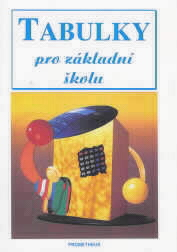 TABULKY
pro základní
školu
PROMETHEUS